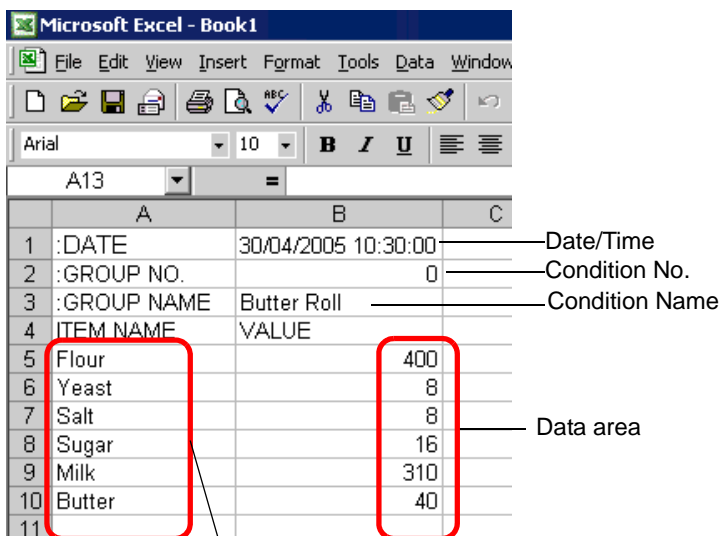 Microsoft Excel - Book1
File Edit View Insert Format Tools Data Window
ABC
Arial 10 B I U
A13 =
A B C
1 :DATE 30/04/2005 10:30:00 Date/Time
2 :GROUP NO. 0 Condition No.
3 :GROUP NAME Butter Roll Condition Name
4 ITEM NAME VALUE
5 Flour 400
6 Yeast 8
7 Salt 8 Data area
8 Sugar 16
9 Milk 310
10 Butter 40
11